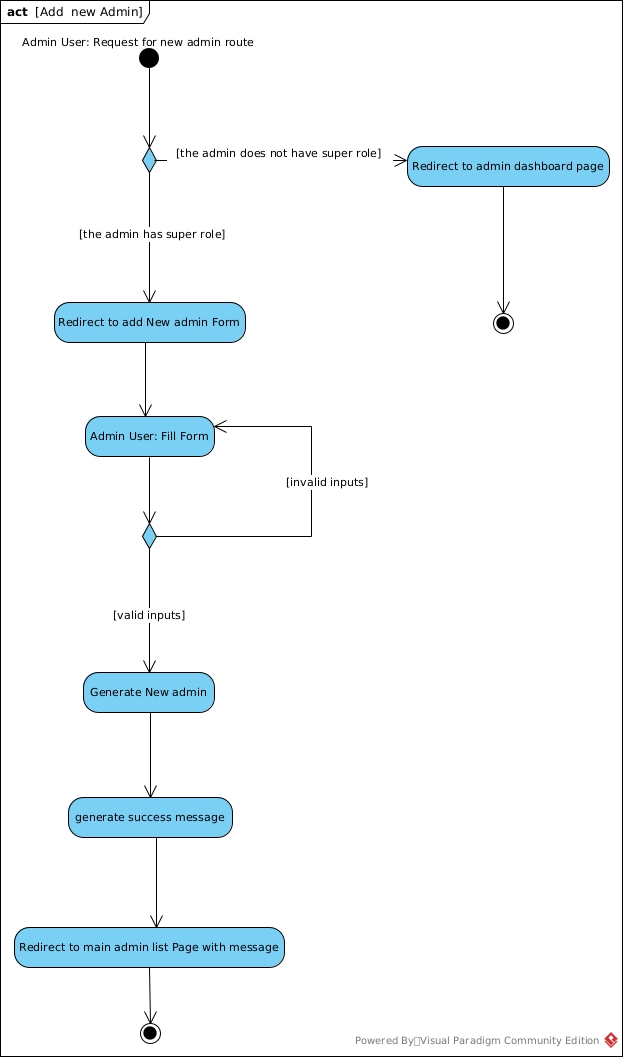 act [Add  new Admin]
Admin User: Request for new admin route
[the admin does not have super role]
Redirect to admin dashboard page
[the admin has super role]
Redirect to add New admin Form
Admin User: Fill Form
[invalid inputs]
[valid inputs]
Generate New admin
generate success message
Redirect to main admin list Page with message
Powered By Visual Paradigm Community Edition